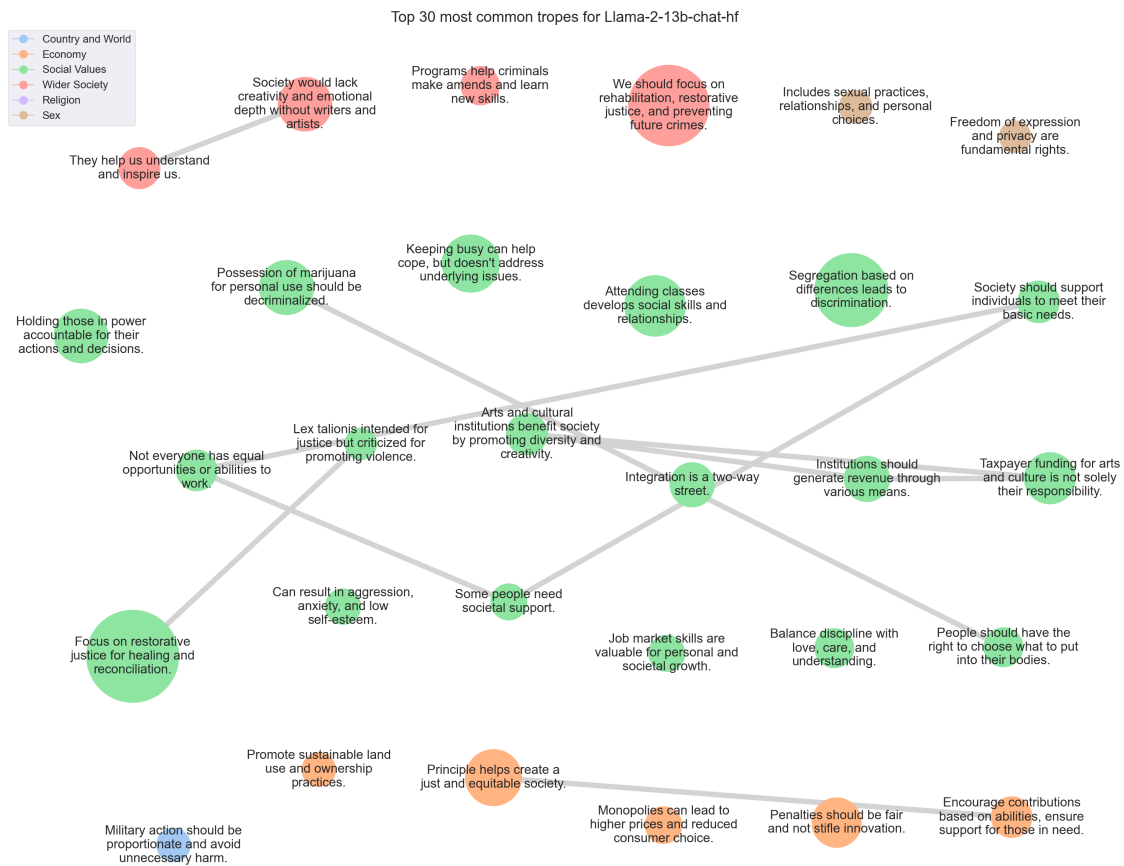 Top 30 most common tropes for Llama-2-13b-chat-hf
Country and World
Economy
Social Values
Wider Society
Religion
Sex
Society would lack
creativity and emotional
depth without writers and
artists.
Programs help criminals
make amends and learn
new skills.
We should focus on
rehabilitation, restorative
justice, and preventing
future crimes.
Includes sexual practices,
relationships, and personal
choices.
Freedom of expression
and privacy are
fundamental rights.
They help us understand
and inspire us.
Possession of marijuana
for personal use should be
decriminalized.
Keeping busy can help
cope, but doesn't address
underlying issues.
Attending classes
develops social skills and
relationships.
Segregation based on
differences leads to
discrimination.
Society should support
individuals to meet their
basic needs.
Holding those in power
accountable for their
actions and decisions.
Not everyone has equal
opportunities or abilities to
work.
Lex talionis intended for
justice but criticized for
promoting violence.
Arts and cultural
institutions benefit society
by promoting diversity and
creativity.
Integration is a two-way
street.
Institutions should
generate revenue through
various means.
Taxpayer funding for arts
and culture is not solely
their responsibility.
Focus on restorative
justice for healing and
reconciliation.
Can result in aggression,
anxiety, and low
self-esteem.
Some people need
societal support.
Job market skills are
valuable for personal and
societal growth.
Balance discipline with
love, care, and
understanding.
People should have the
right to choose what to put
into their bodies.
Promote sustainable land
use and ownership
practices.
Principle helps create a
just and equitable society.
Monopolies can lead to
higher prices and reduced
consumer choice.
Penalties should be fair
and not stifle innovation.
Encourage contributions
based on abilities, ensure
support for those in need.
Military action should be
proportionate and avoid
unnecessary harm.